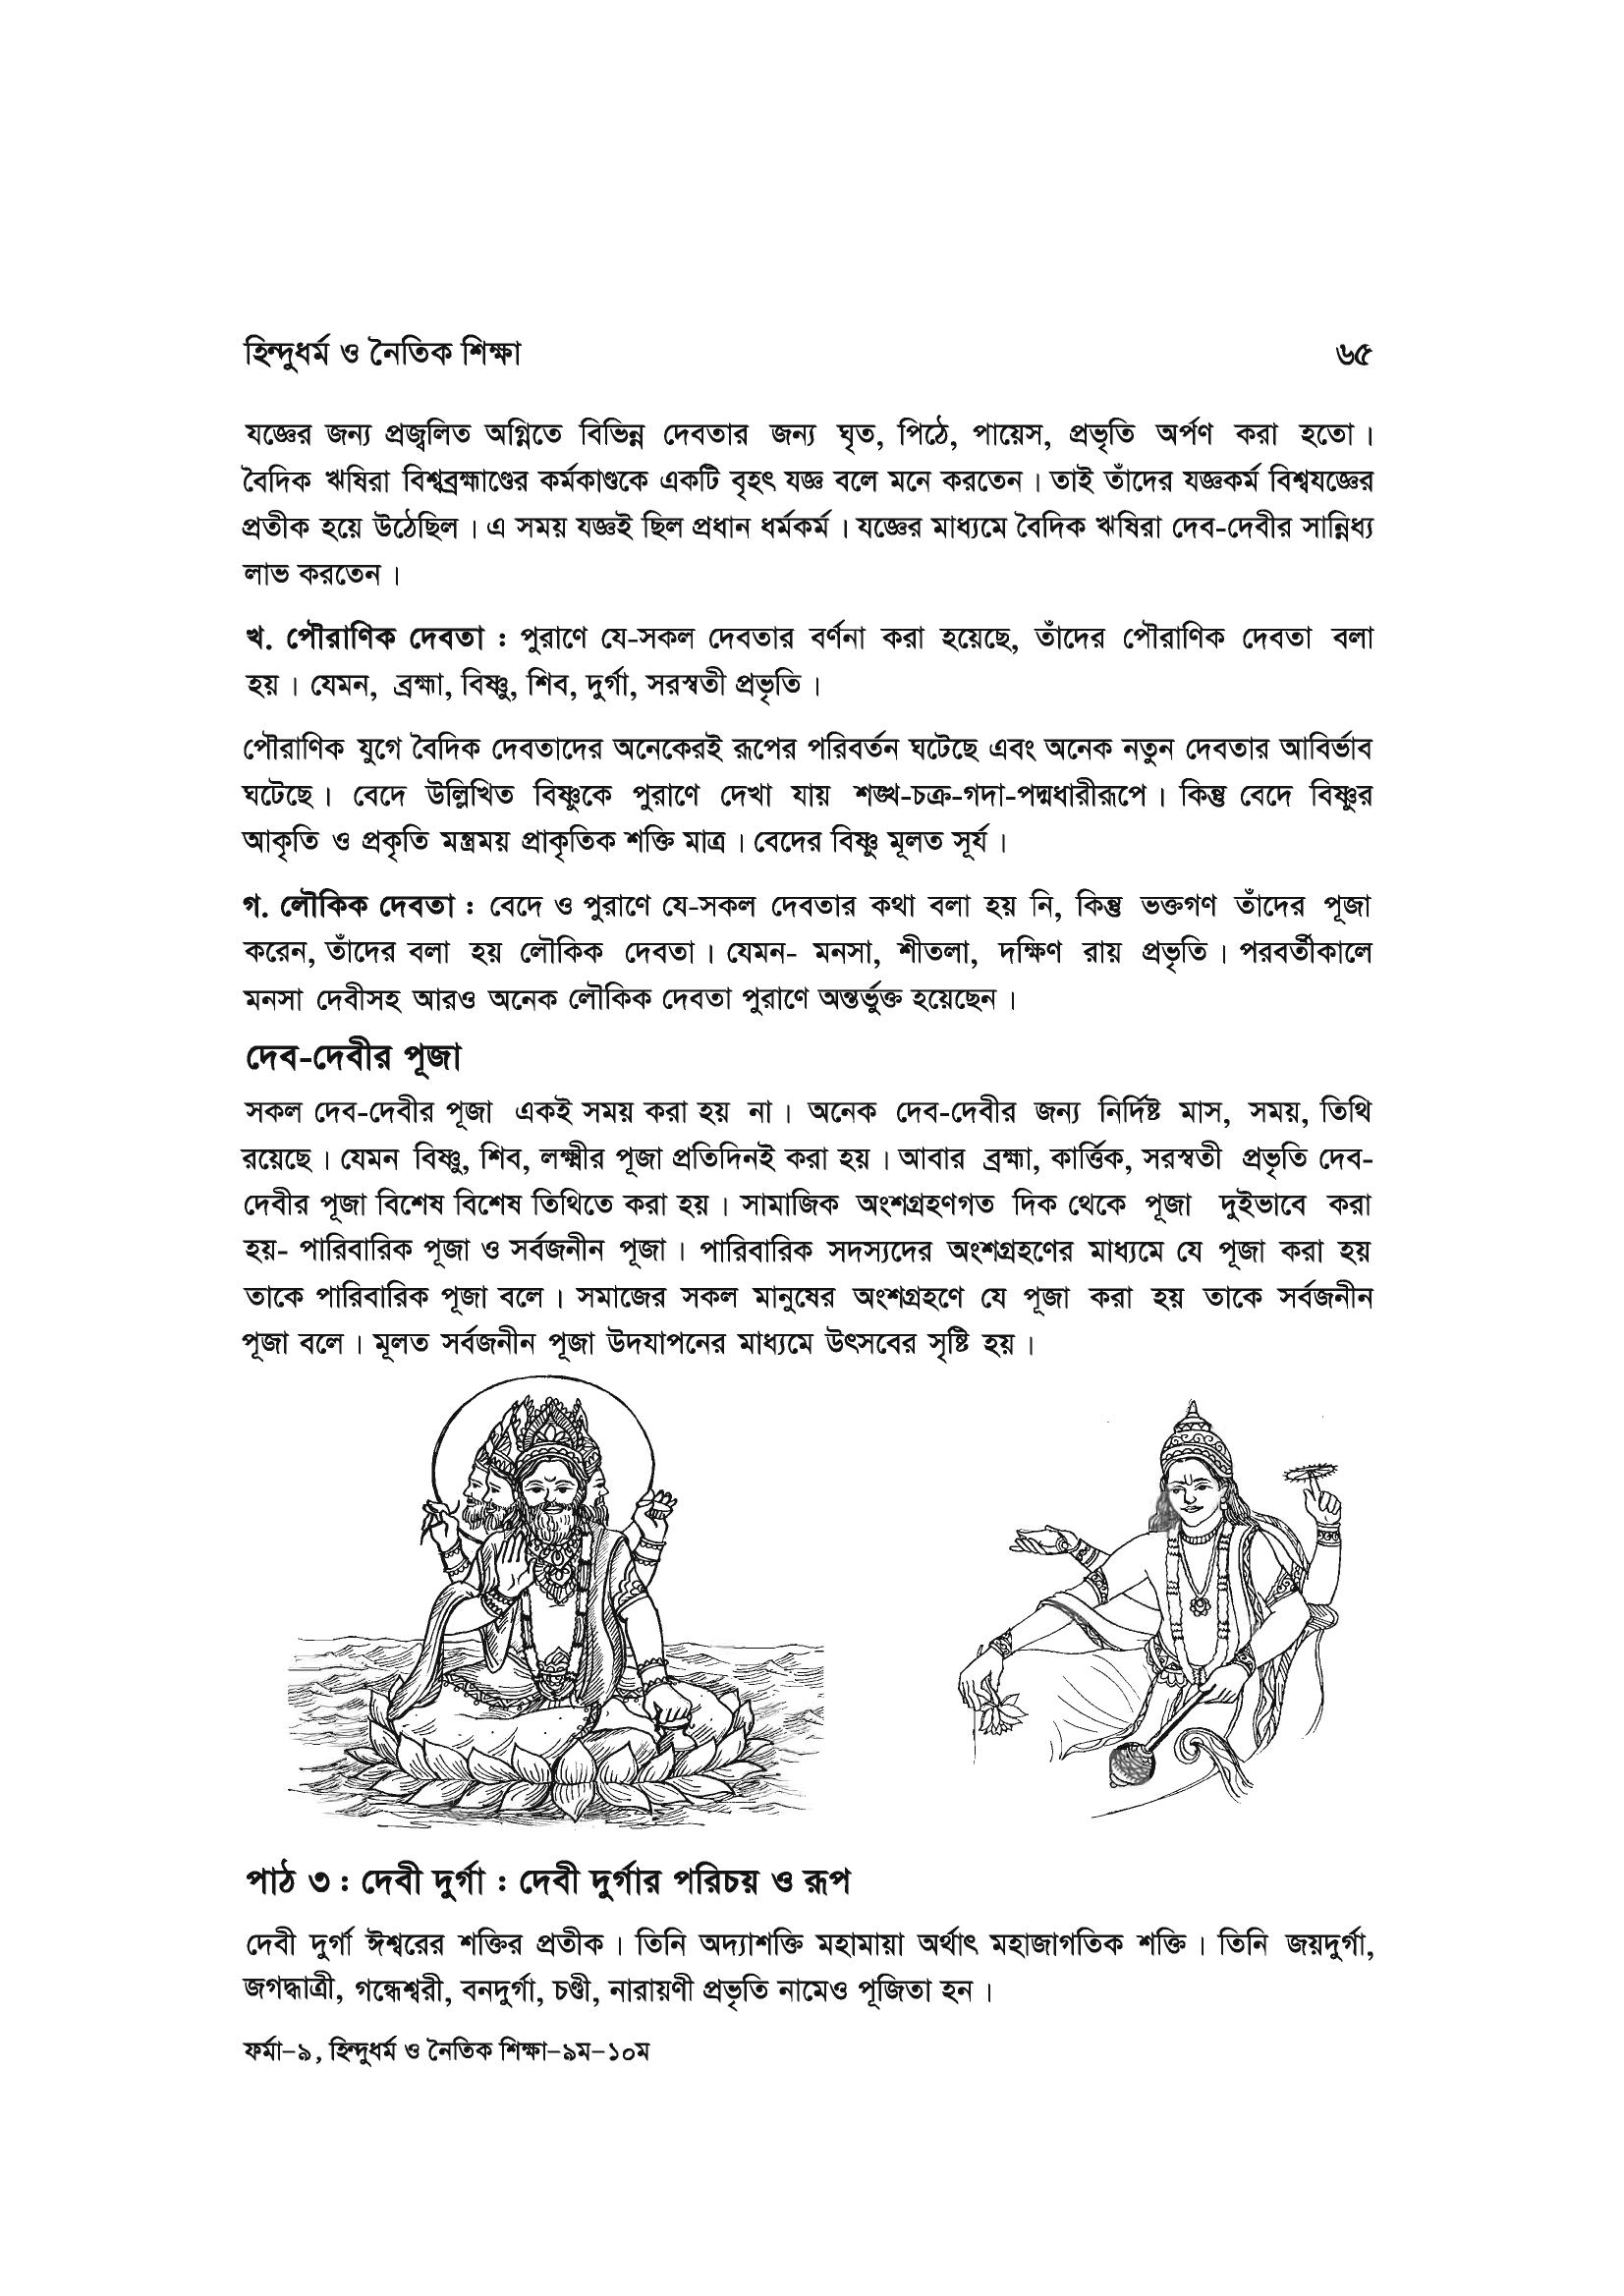 হিন্দুধর্ম ও নৈতিক শিক্ষা ৬৫
যজ্ঞের জন্য প্রজ্বলিত অগ্নিতে বিভিন্ন দেবতার জন্য ঘৃত, পিঠে, পায়েস, প্রভৃতি অর্পণ করা হতো।
বৈদিক ঋষিরা বিশ্বব্রহ্মাণ্ডের কর্মকাণ্ডকে একটি বৃহৎ যজ্ঞ বলে মনে করতেন। তাই তাঁদের যজ্ঞকর্ম বিশ্বযজ্ঞের
প্রতীক হয়ে উঠেছিল। এ সময় যজ্ঞই ছিল প্রধান ধর্মকর্ম। যজ্ঞের মাধ্যমে বৈদিক ঋষিরা দেব-দেবীর সান্নিধ্য
লাভ করতেন।
খ. পৌরাণিক দেবতা : পুরাণে যে-সকল দেবতার বর্ণনা করা হয়েছে, তাঁদের পৌরাণিক দেবতা বলা
হয়। যেমন, ব্রহ্মা, বিষ্ণু, শিব, দুর্গা, সরস্বতী প্রভৃতি।
পৌরাণিক যুগে বৈদিক দেবতাদের অনেকেরই রূপের পরিবর্তন ঘটেছে এবং অনেক নতুন দেবতার আবির্ভাব
ঘটেছে। বেদে উল্লিখিত বিষ্ণুকে পুরাণে দেখা যায় শঙ্খ-চক্র-গদা-পদ্মধারীরূপে। কিন্তু বেদে বিষ্ণুর
আকৃতি ও প্রকৃতি মন্ত্রময় প্রাকৃতিক শক্তি মাত্র। বেদের বিষ্ণু মূলত সূর্য।
গ. লৌকিক দেবতা : বেদে ও পুরাণে যে-সকল দেবতার কথা বলা হয় নি, কিন্তু ভক্তগণ তাঁদের পূজা
করেন, তাঁদের বলা হয় লৌকিক দেবতা। যেমন- মনসা, শীতলা, দক্ষিণ রায় প্রভৃতি। পরবর্তীকালে
মনসা দেবীসহ আরও অনেক লৌকিক দেবতা পুরাণে অন্তর্ভুক্ত হয়েছেন।
দেব-দেবীর পূজা
সকল দেব-দেবীর পূজা একই সময় করা হয় না। অনেক দেব-দেবীর জন্য নির্দিষ্ট মাস, সময়, তিথি
রয়েছে। যেমন বিষ্ণু, শিব, লক্ষ্মীর পূজা প্রতিদিনই করা হয়। আবার ব্রহ্মা, কার্ত্তিক, সরস্বতী প্রভৃতি দেব-
দেবীর পূজা বিশেষ বিশেষ তিথিতে করা হয়। সামাজিক অংশগ্রহণগত দিক থেকে পূজা দুইভাবে করা
হয়- পারিবারিক পূজা ও সর্বজনীন পূজা। পারিবারিক সদস্যদের অংশগ্রহণের মাধ্যমে যে পূজা করা হয়
তাকে পারিবারিক পূজা বলে। সমাজের সকল মানুষের অংশগ্রহণে যে পূজা করা হয় তাকে সর্বজনীন
পূজা বলে। মূলত সর্বজনীন পূজা উদযাপনের মাধ্যমে উৎসবের সৃষ্টি হয়।
পাঠ ৩ : দেবী দুর্গা : দেবী দুর্গার পরিচয় ও রূপ
দেবী দুর্গা ঈশ্বরের শক্তির প্রতীক। তিনি অদ্যাশক্তি মহামায়া অর্থাৎ মহাজাগতিক শক্তি। তিনি জয়দুর্গা,
জগদ্ধাত্রী, গন্ধেশ্বরী, বনদুর্গা, চণ্ডী, নারায়ণী প্রভৃতি নামেও পূজিতা হন।
ফর্মা-৯, হিন্দুধর্ম ও নৈতিক শিক্ষা-৯ম-১০ম